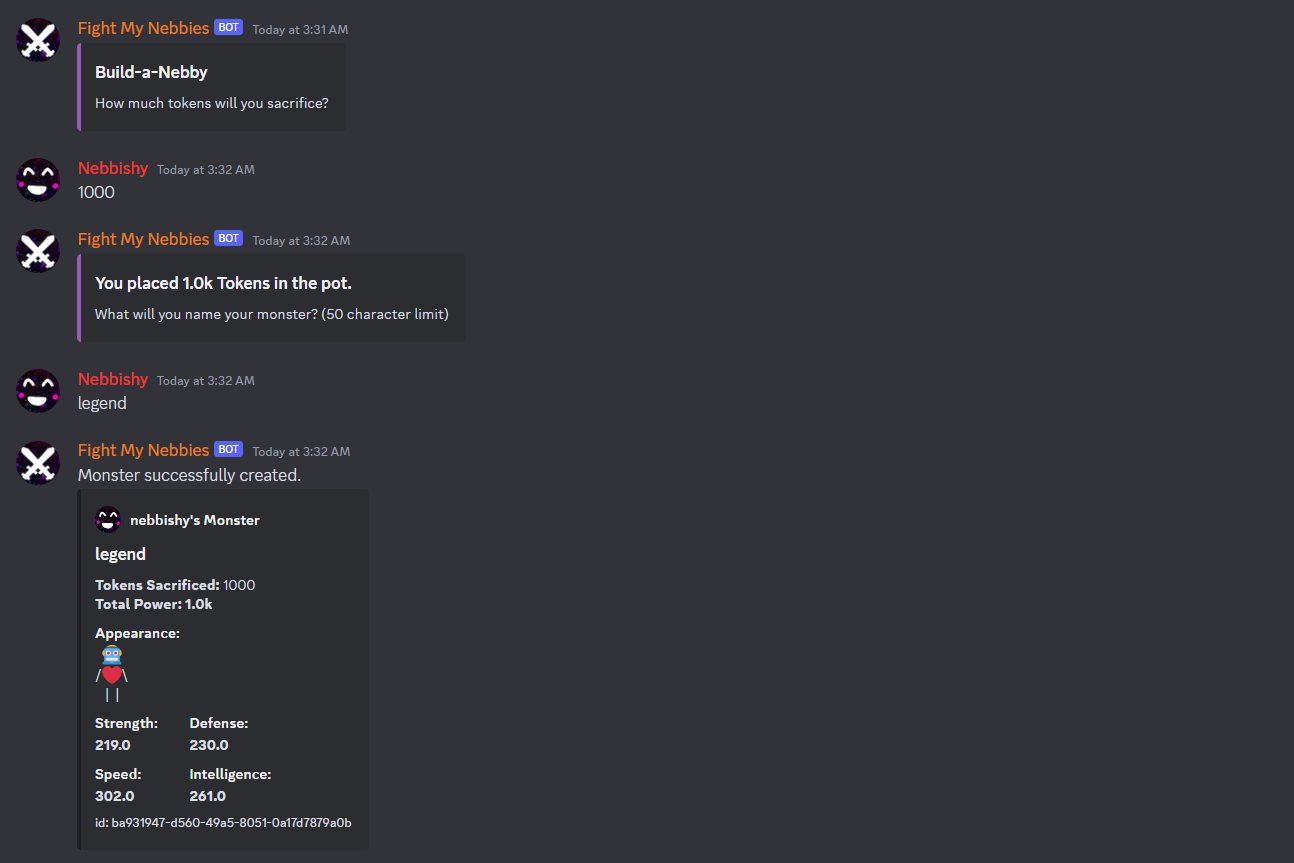 Fight My Nebbies BOT Today at 3:31 AM
Build-a-Nebby
How much tokens will you sacrifice?
Nebbishy Today at 3:32 AM
1000
Fight My Nebbies BOT Today at 3:32 AM
You placed 1.0k Tokens in the pot.
What will you name your monster? (50 character limit)
Nebbishy Today at 3:32 AM
legend
Fight My Nebbies BOT Today at 3:32 AM
Monster successfully created.
nebbishy's Monster
legend
Tokens Sacrificed: 1000
Total Power: 1.0k
Appearance:
/❤️\
| |
Strength: Defense:
219.0 230.0
Speed: Intelligence:
302.0 261.0
id: ba931947-d560-49a5-8051-0a17d7879a0b